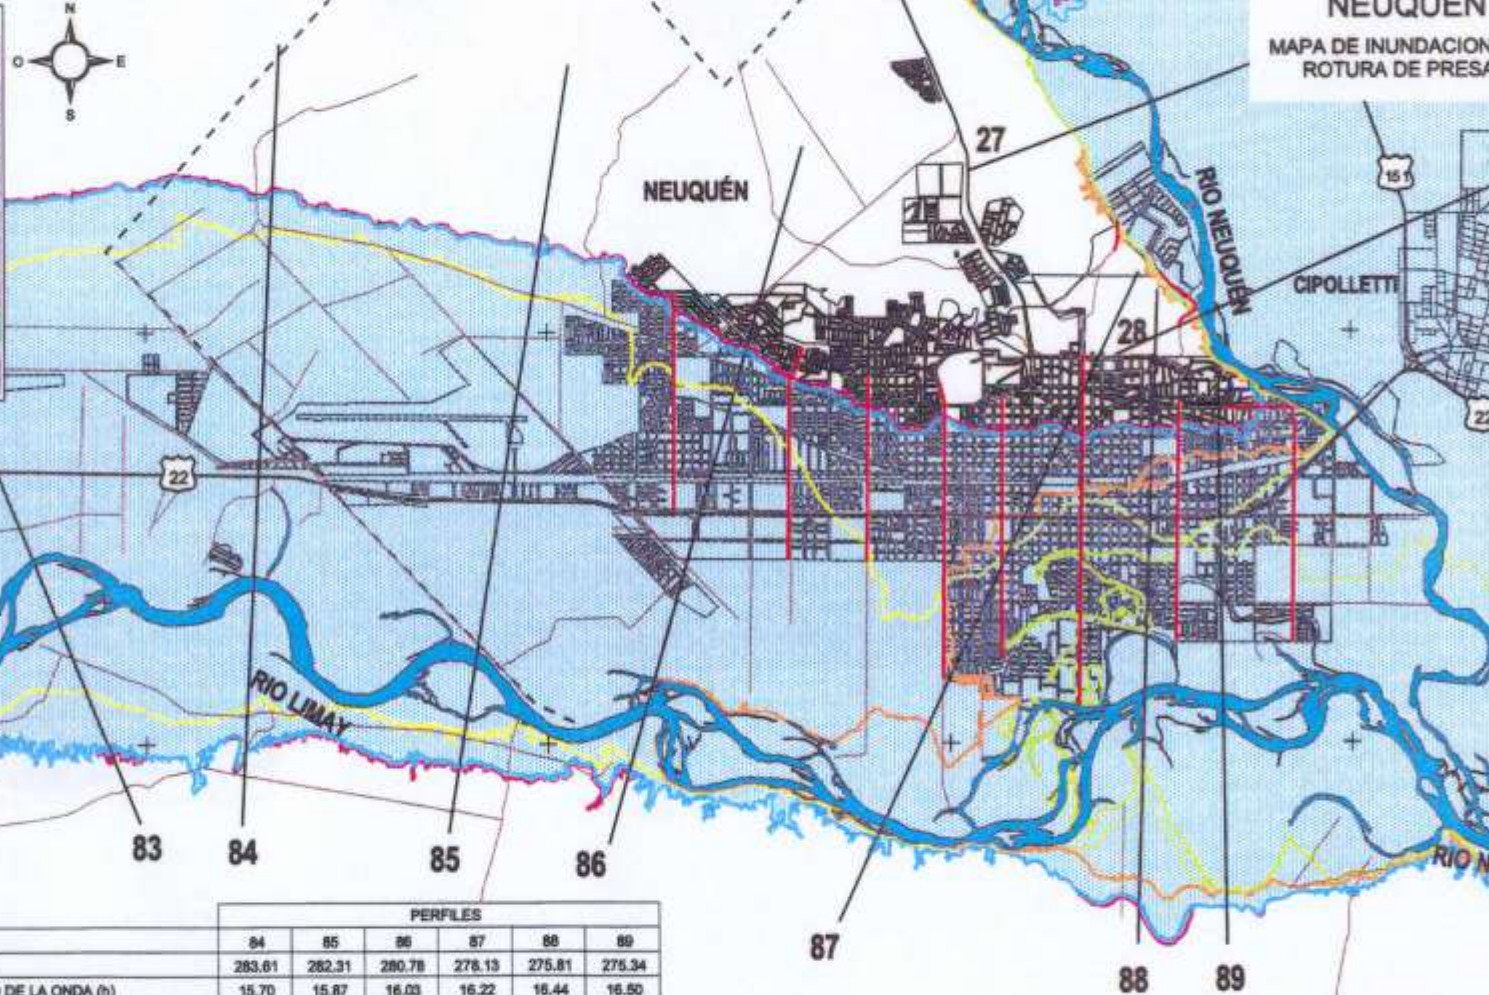 N
O E
S
NEUQUÉN
MAPA DE INUNDACION
ROTURA DE PRESA
27
151
NEUQUÉN
RIO NEUQUÉN
CIPOLLETTI
28
22
22
RIO LIMAY
83
84
85
86
87
88
89
RIO N
PERFILES
84 85 86 87 88 89
283.61 282.31 280.78 278.13 275.81 275.34
DE LA ONDA (h) 15.70 15.87 16.03 16.22 16.44 16.50